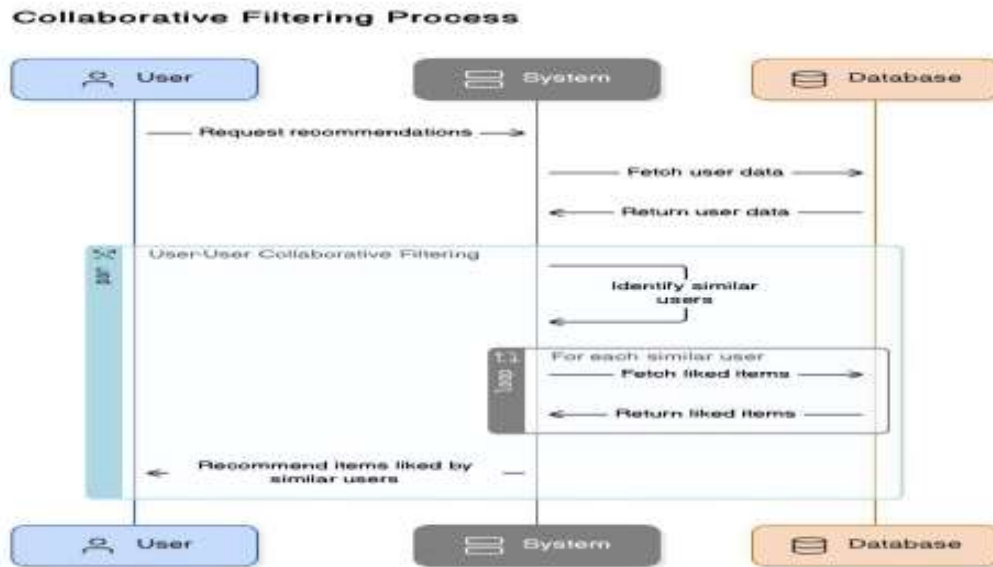 Collaborative Filtering Process
User
System
Database
Request recommendations
Fetch user data
Return user data
par
User-User Collaborative Filtering
Identify similar
users
loop
For each similar user
Fetch liked items
Return liked items
Recommend items liked by
similar users
User
System
Database